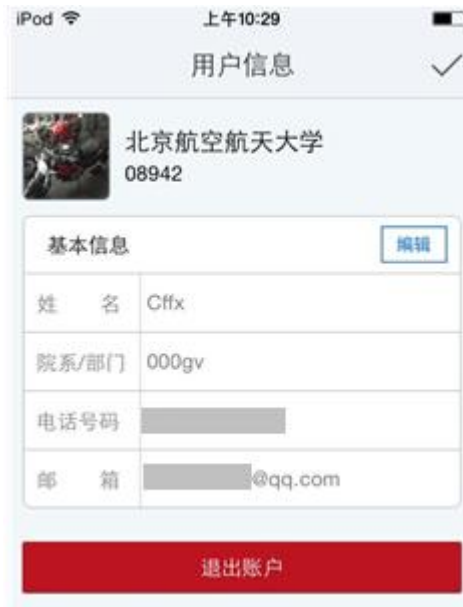 iPod 上午10:29
用户信息
北京航空航天大学
08942
基本信息 编辑
姓 名 Cffx
院系/部门 000gv
电话号码
邮 箱 @qq.com
退出账户